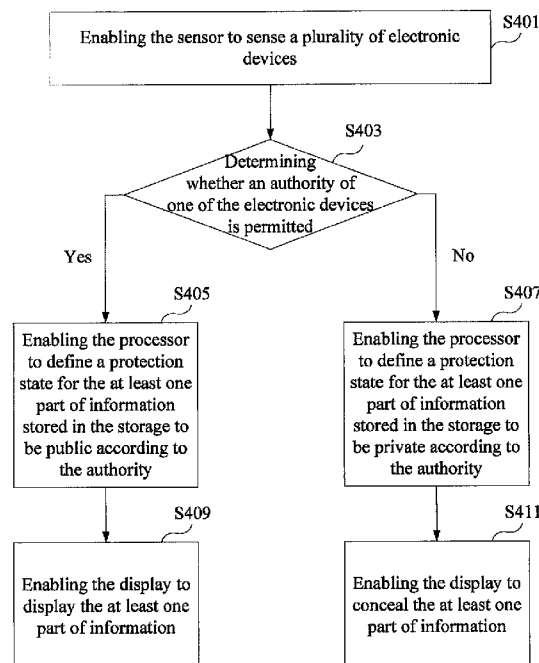 S401
Enabling the sensor to sense a plurality of electronic
devices
S403
Determining
whether an authority of
one of the electronic devices
is permitted
Yes
No
S405
Enabling the processor
to define a protection
state for the at least one
part of information
stored in the storage to
be public according to
the authority
S407
Enabling the processor
to define a protection
state for the at least one
part of information
stored in the storage to
be private according to
the authority
S409
Enabling the display to
display the at least one
part of information
S411
Enabling the display to
conceal the at least one
part of information